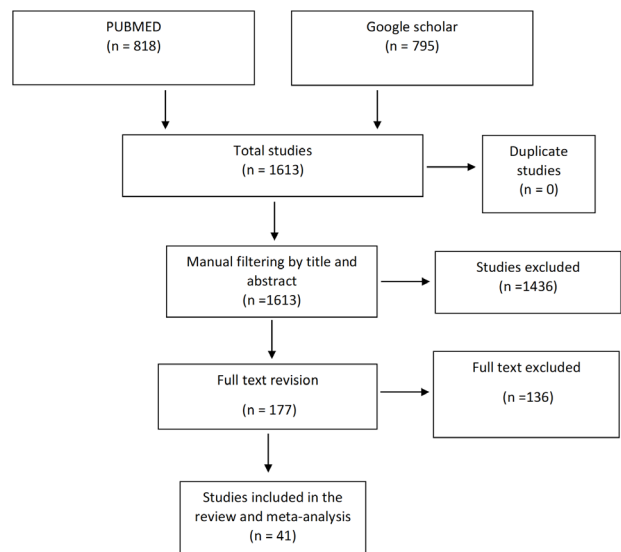 PUBMED
(n = 818)
Google scholar
(n = 795)
Total studies
(n = 1613)
Duplicate
studies
(n = 0)
Manual filtering by title and
abstract
(n =1613)
Studies excluded
(n =1436)
Full text revision
(n = 177)
Full text excluded
(n =136)
Studies included in the
review and meta-analysis
(n = 41)